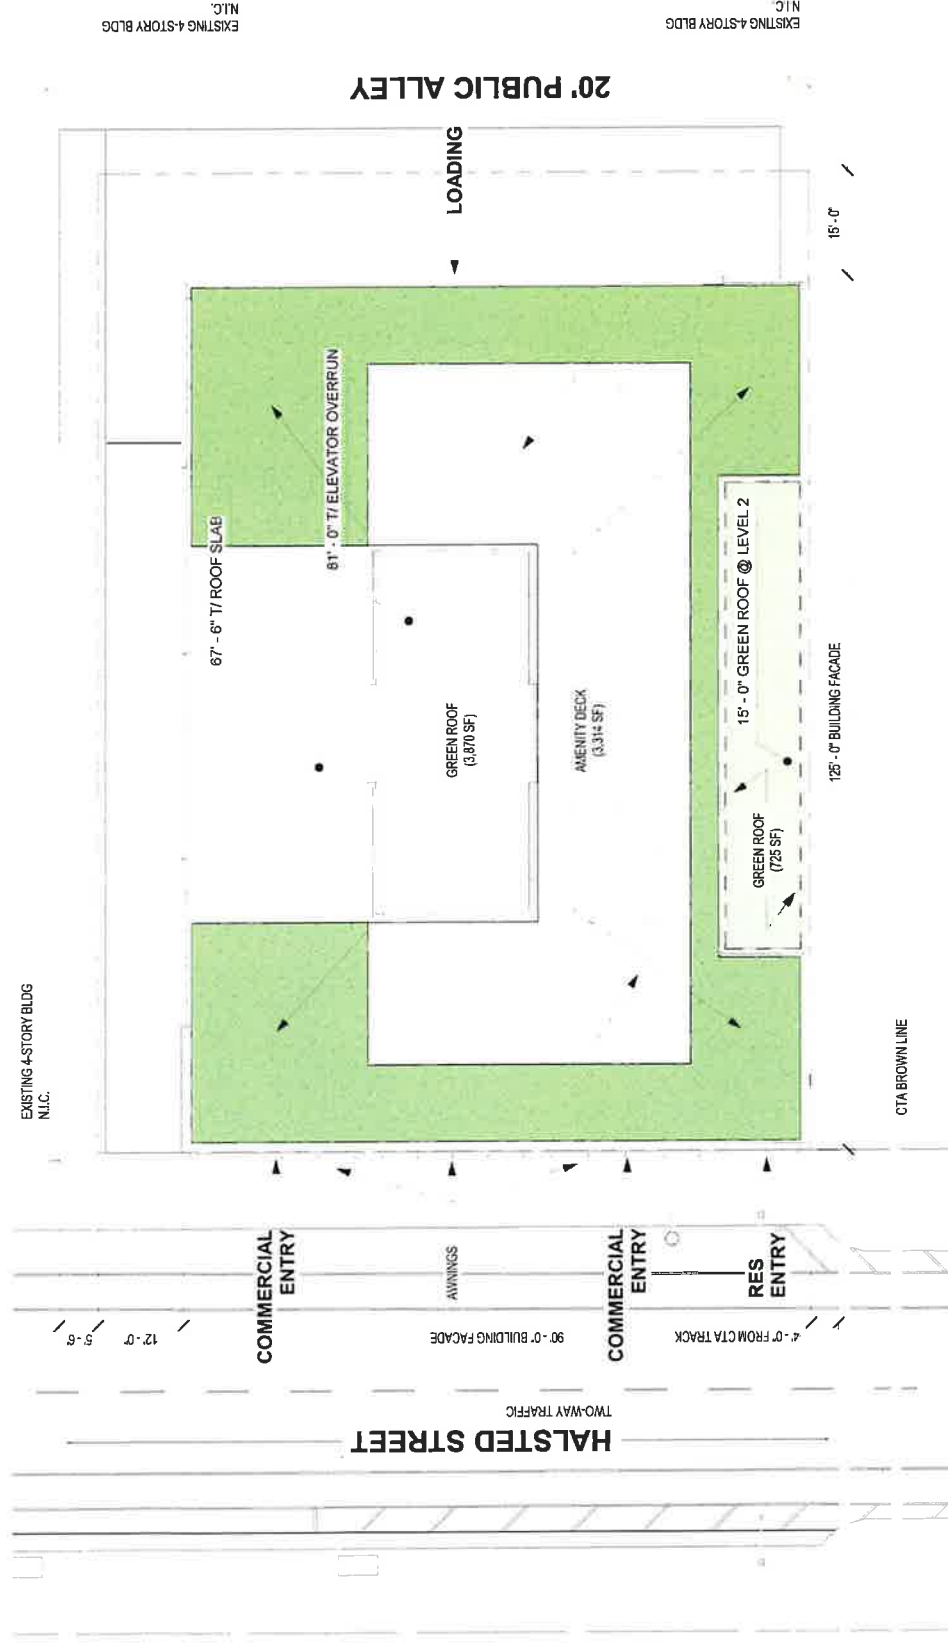 EXISTING 4-STORY BLDG
N.I.C.
EXISTING 4-STORY BLDG
N.I.C.
20' PUBLIC ALLEY
LOADING
15' - 0"
81' - 0" T/ ELEVATOR OVERRUN
67' - 6" T/ ROOF SLAB
GREEN ROOF
(3,870 SF)
AMENITY DECK
(3,314 SF)
15' - 0" GREEN ROOF @ LEVEL 2
GREEN ROOF
(725 SF)
125' - 0" BUILDING FACADE
EXISTING 4-STORY BLDG
N.I.C.
CTA BROWN LINE
COMMERCIAL
ENTRY
AWNINGS
COMMERCIAL
ENTRY
RES
ENTRY
5' - 6"
12' - 0"
90' - 0" BUILDING FACADE
4' - 0" FROM CTA TRACK
TWO-WAY TRAFFIC
HALSTED STREET